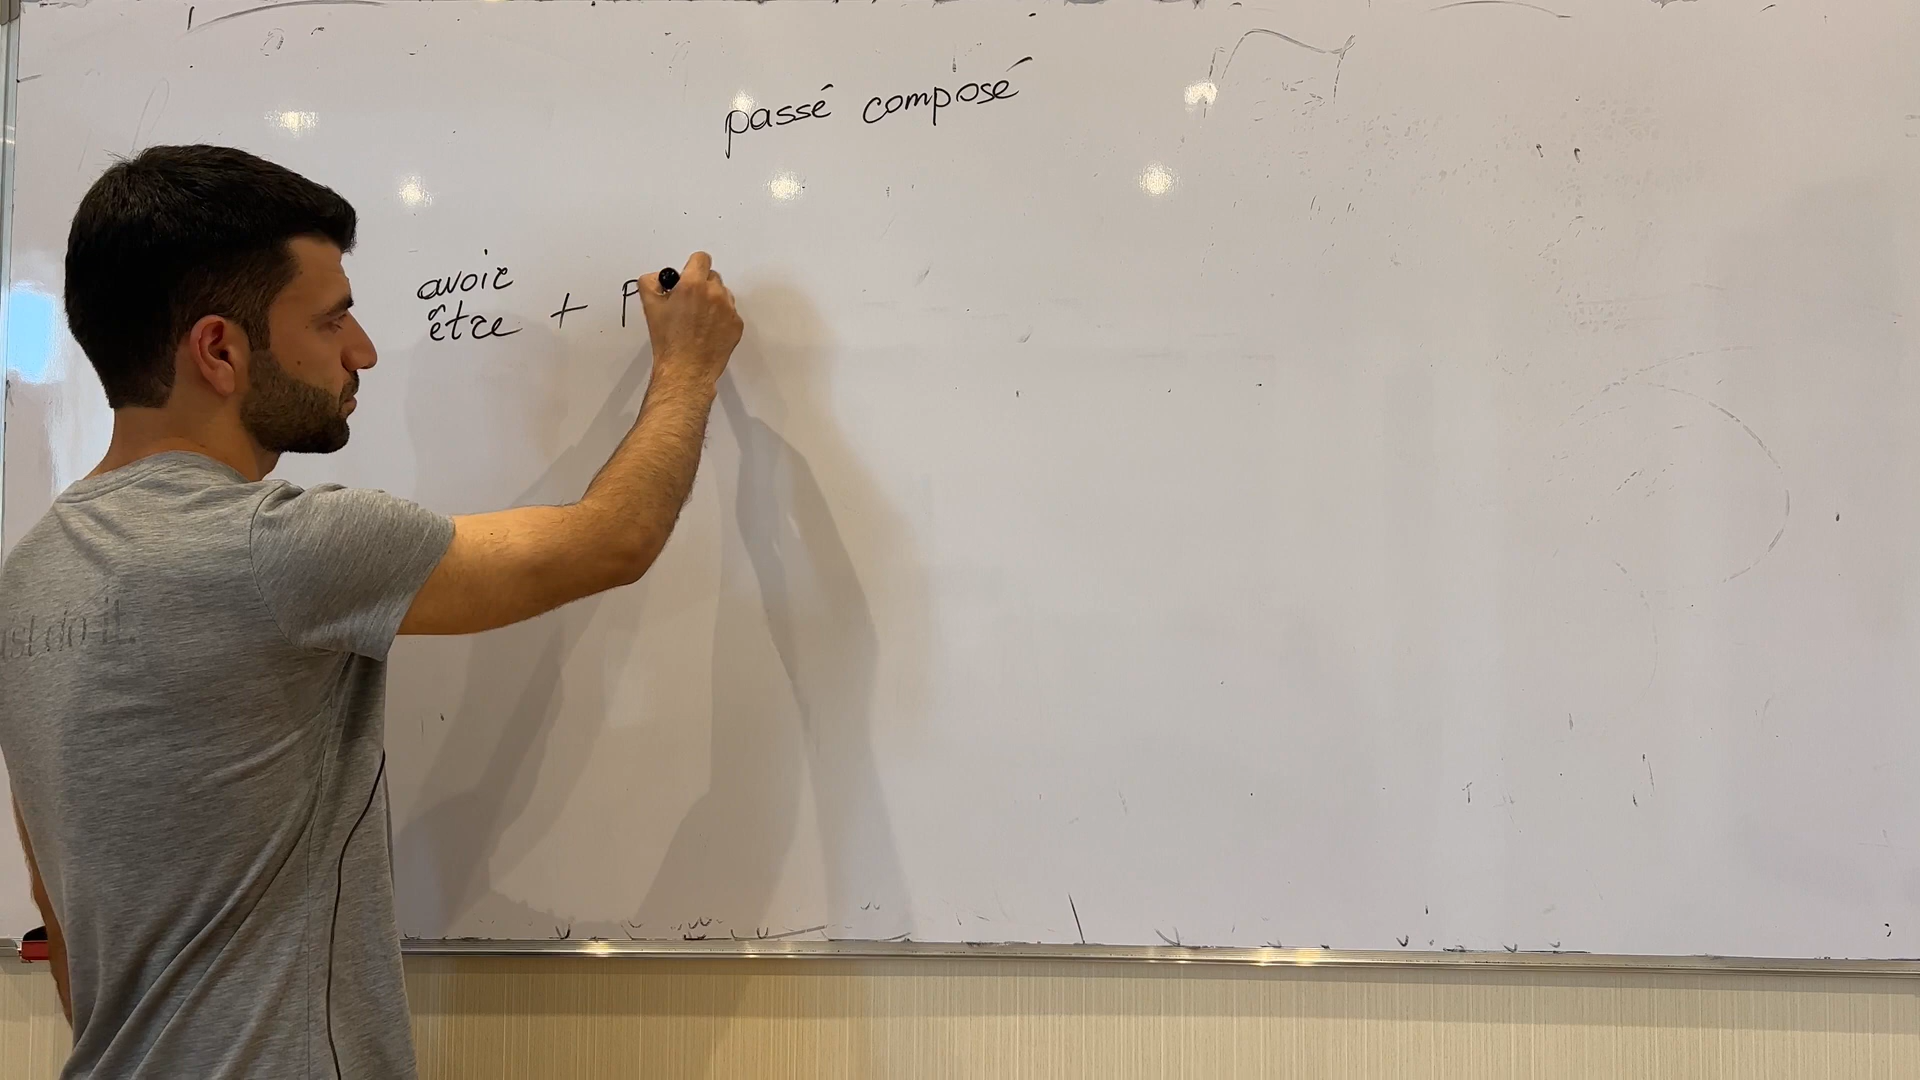 passé composé
avoir
être + p